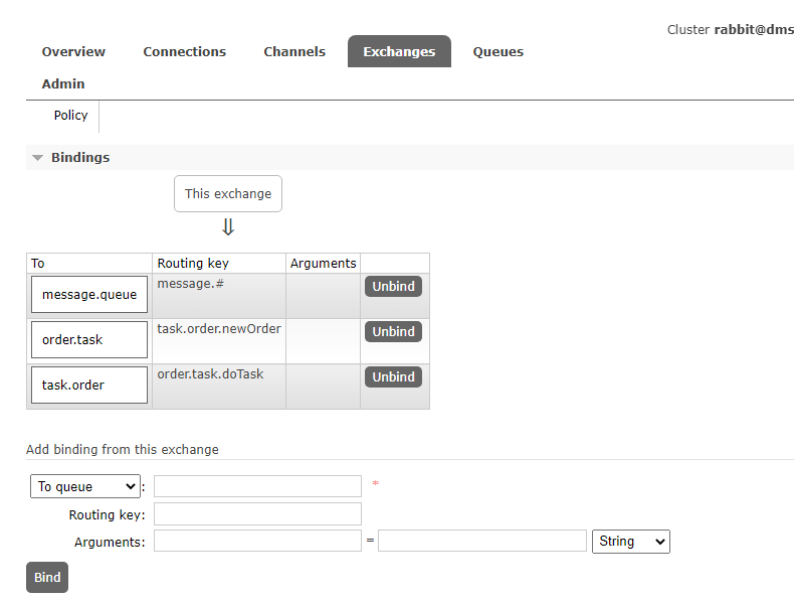 Cluster rabbit@dms
Overview Connections Channels Exchanges Queues
Admin
Policy
Bindings
This exchange
⇓
To Routing key Arguments
message.queue message.# Unbind
order.task task.order.newOrder Unbind
task.order order.task.doTask Unbind
Add binding from this exchange
To queue : *
Routing key:
Arguments: = String
Bind